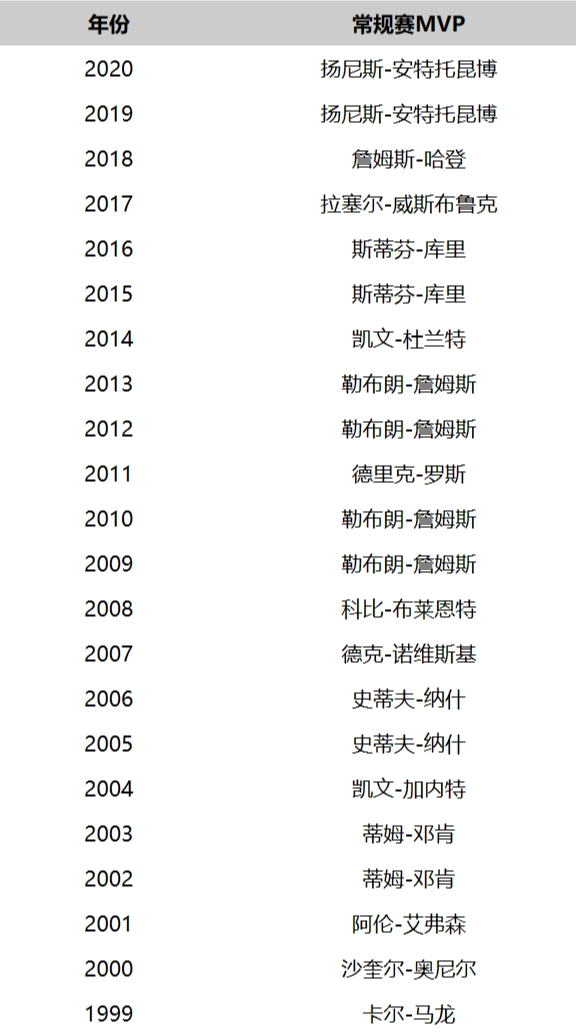 年份 常规赛MVP
2020 扬尼斯-安特托昆博
2019 扬尼斯-安特托昆博
2018 詹姆斯-哈登
2017 拉塞尔-威斯布鲁克
2016 斯蒂芬-库里
2015 斯蒂芬-库里
2014 凯文-杜兰特
2013 勒布朗-詹姆斯
2012 勒布朗-詹姆斯
2011 德里克-罗斯
2010 勒布朗-詹姆斯
2009 勒布朗-詹姆斯
2008 科比-布莱恩特
2007 德克-诺维斯基
2006 史蒂夫-纳什
2005 史蒂夫-纳什
2004 凯文-加内特
2003 蒂姆-邓肯
2002 蒂姆-邓肯
2001 阿伦-艾弗森
2000 沙奎尔-奥尼尔
1999 卡尔-马龙